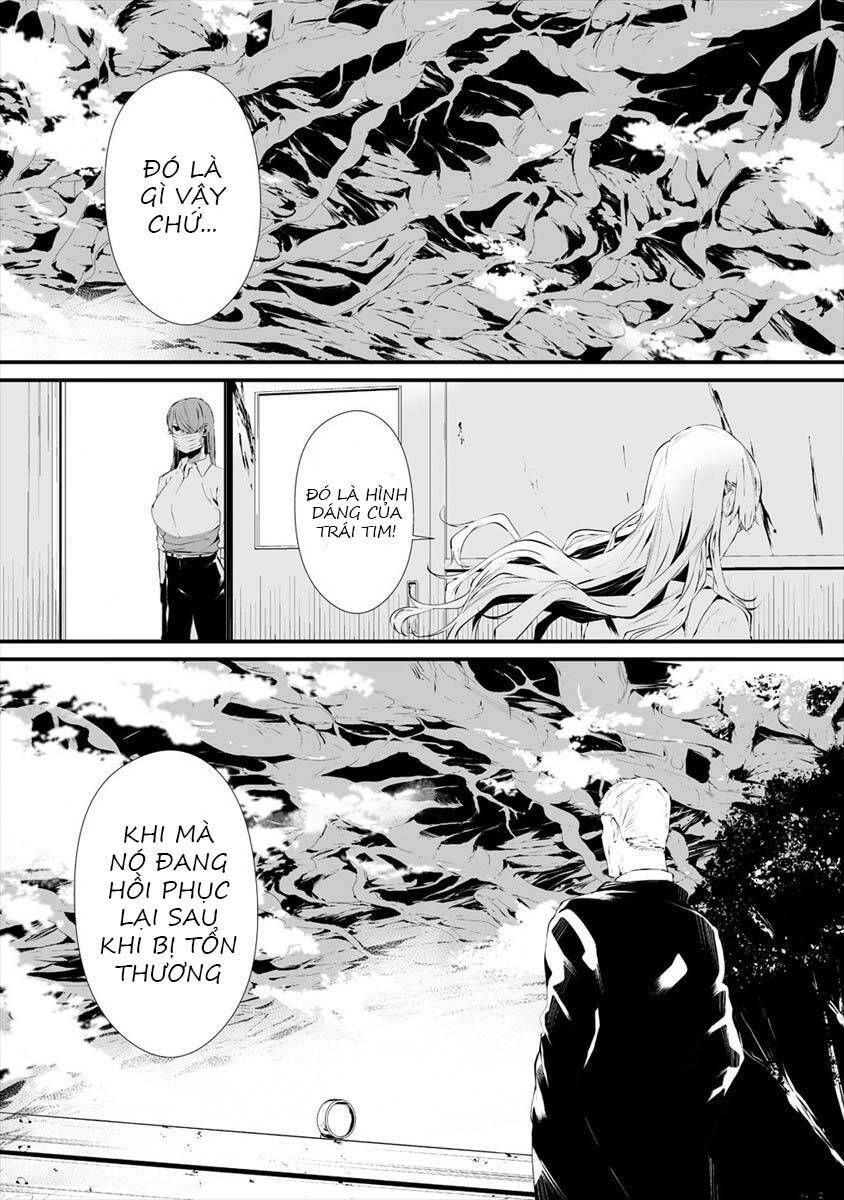 ĐÓ LÀ
GÌ VẬY
CHỨ...
ĐÓ LÀ HÌNH
DÁNG CỦA
TRÁI TIM!
KHI MÀ
NÓ ĐANG
HỒI PHỤC
LẠI SAU
KHI BỊ TỔN
THƯƠNG